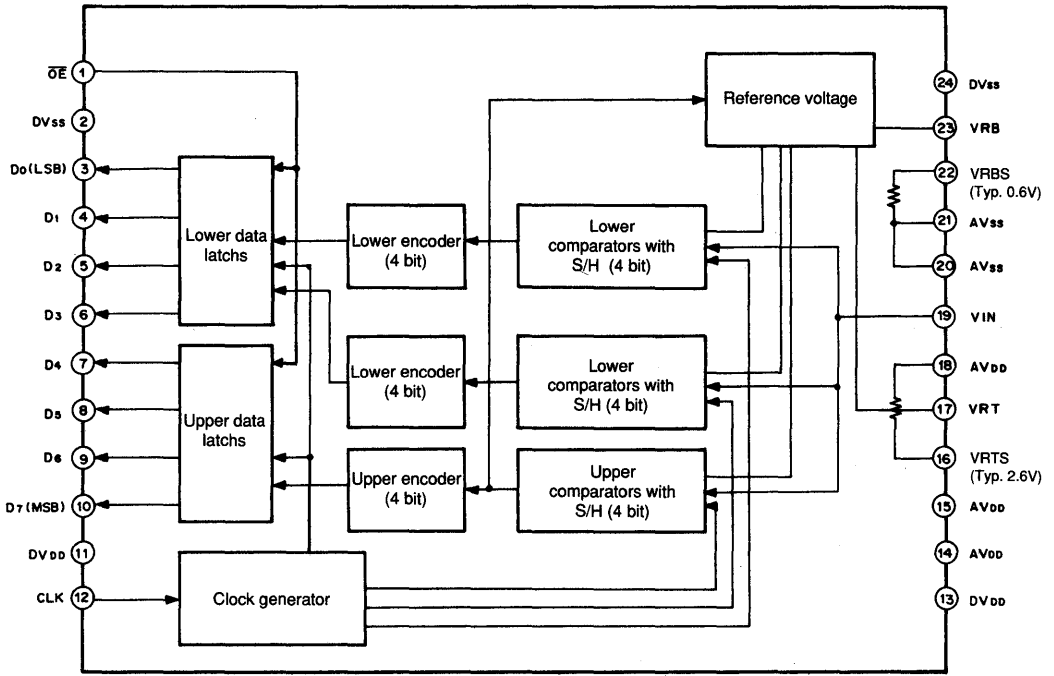 OE
1
DVss
2
D0 (LSB)
3
D1
4
D2
5
D3
6
D4
7
D5
8
D6
9
D7 (MSB)
10
DVDD
11
CLK
12
Lower data
latchs
Upper data
latchs
Clock generator
Lower encoder
(4 bit)
Lower encoder
(4 bit)
Upper encoder
(4 bit)
Lower
comparators with
S/H (4 bit)
Lower
comparators with
S/H (4 bit)
Upper
comparators with
S/H (4 bit)
Reference voltage
24
DVss
23
VRB
22
VRBS
(Typ. 0.6V)
21
AVss
20
AVss
19
VIN
18
AVDD
17
VRT
16
VRTS
(Typ. 2.6V)
15
AVDD
14
AVDD
13
DVDD